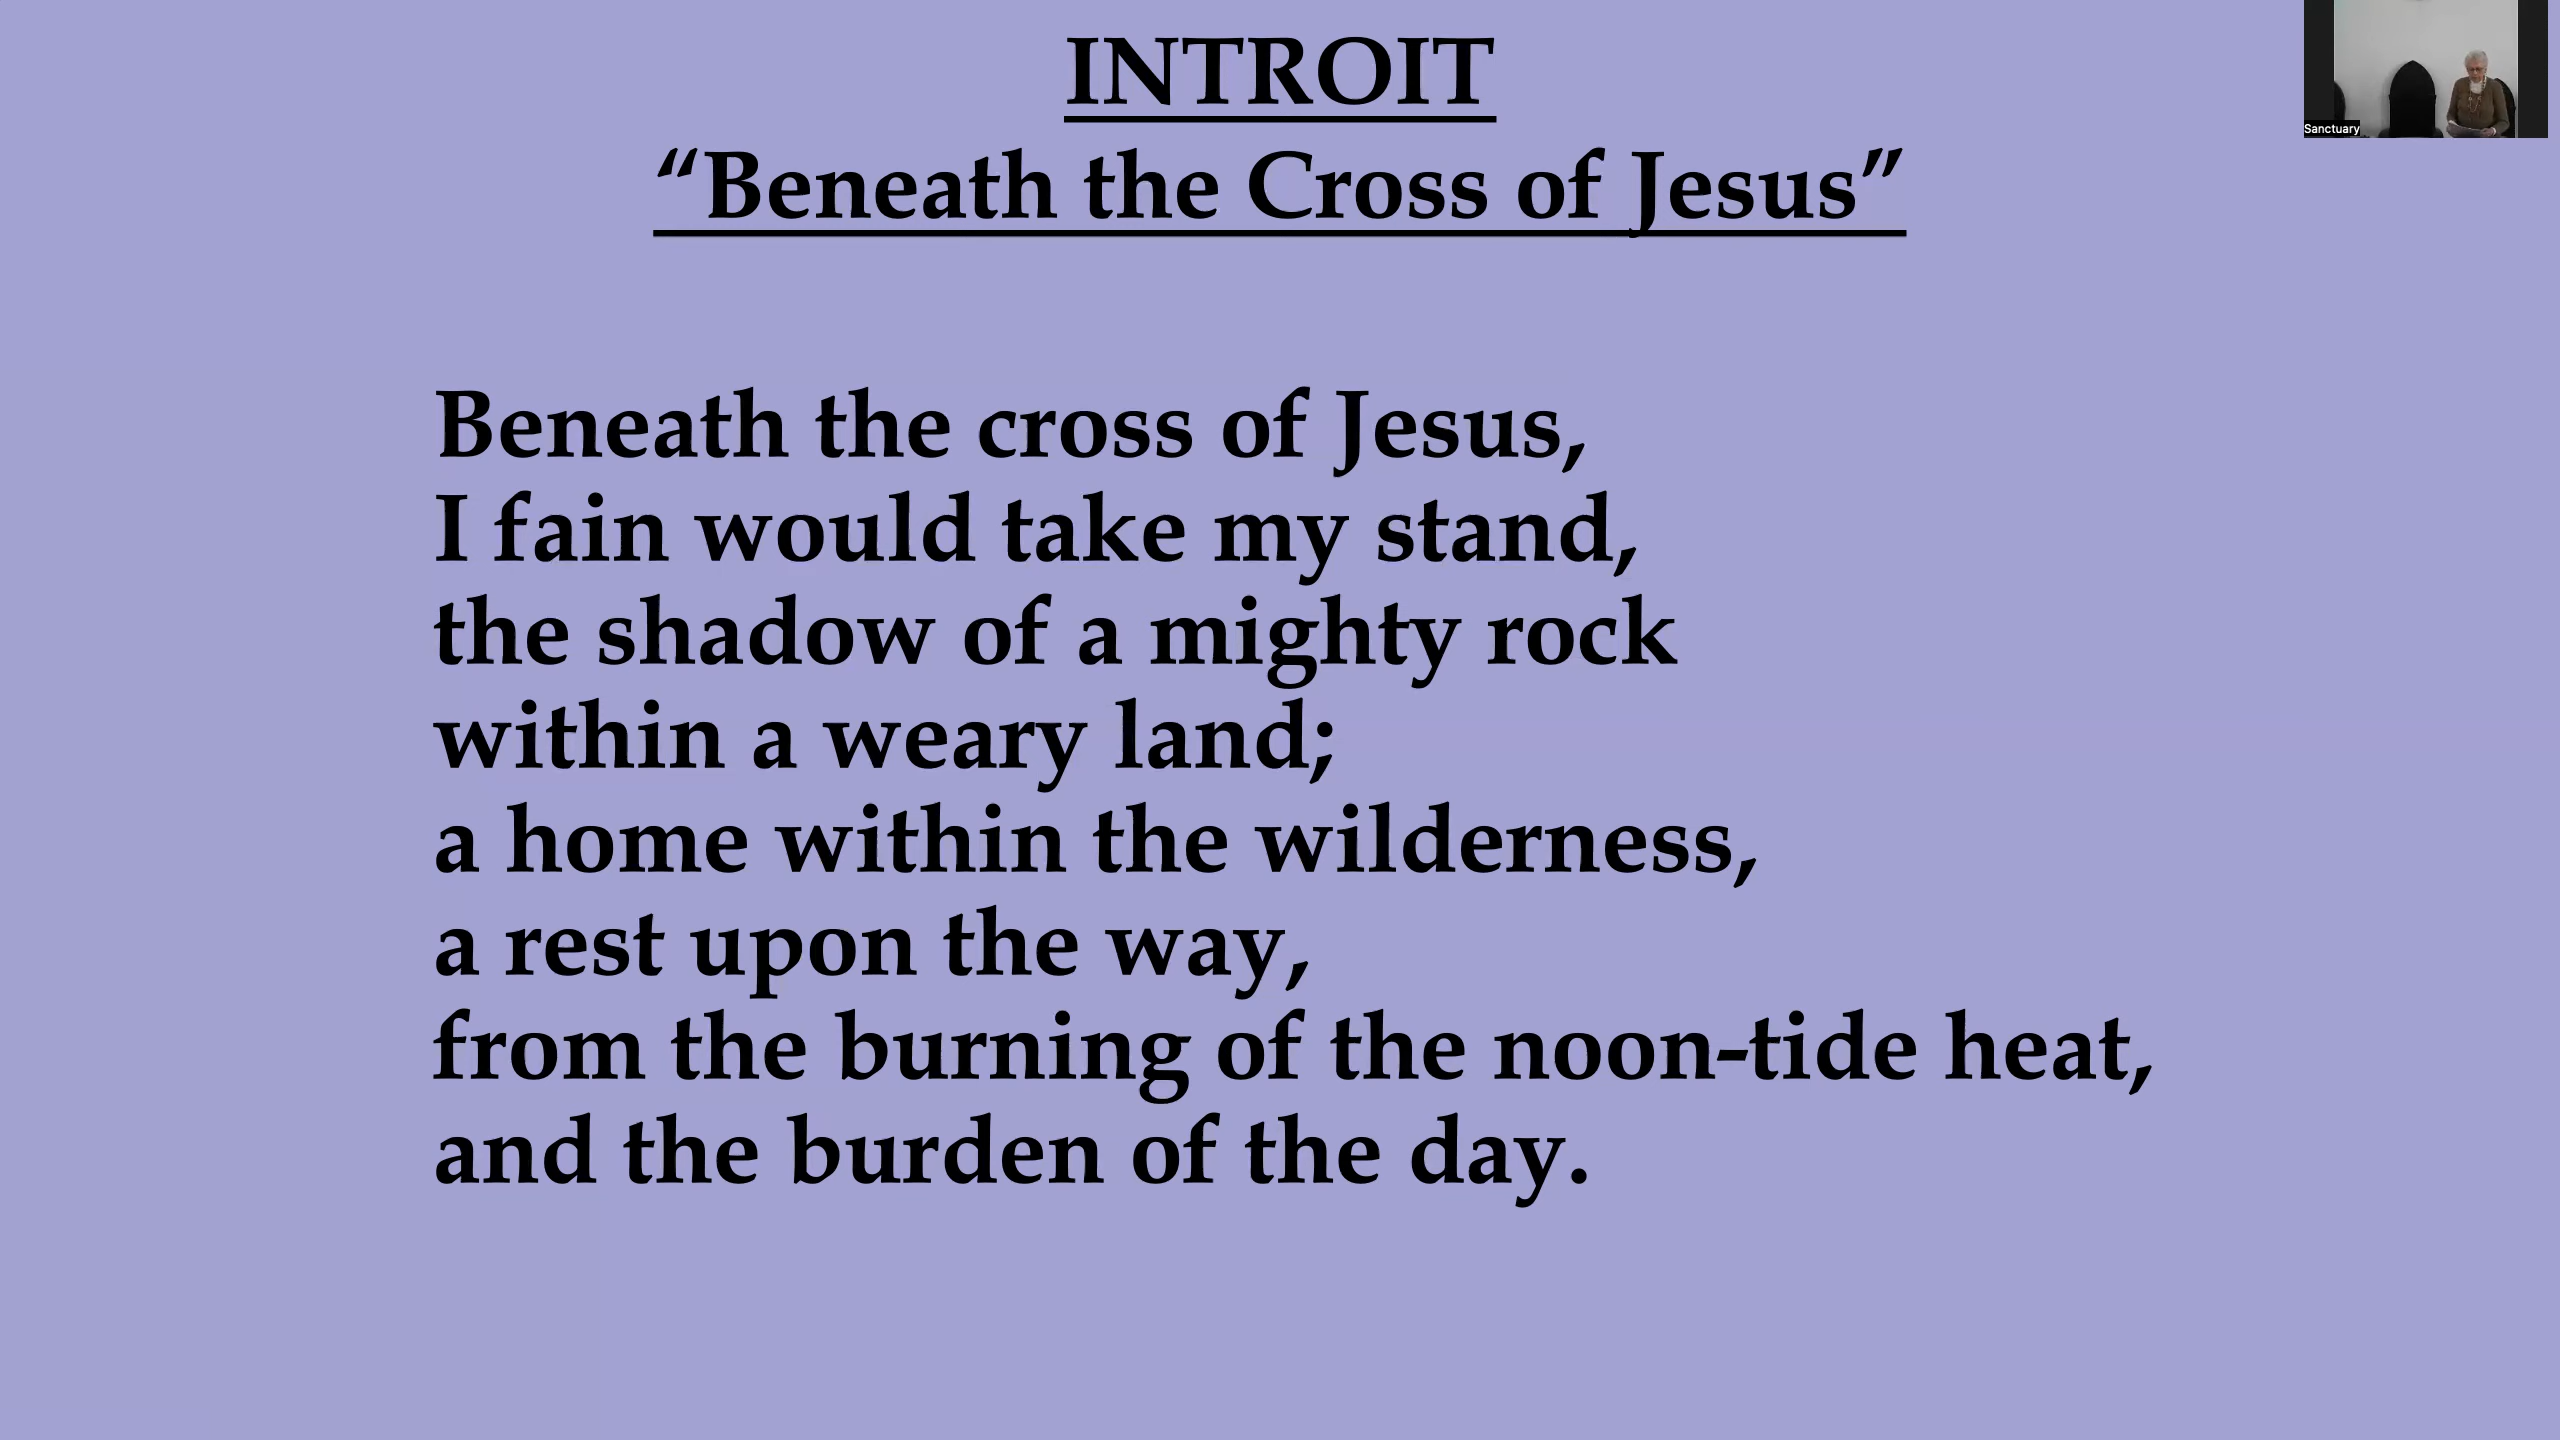 INTROIT
“Beneath the Cross of Jesus”
Beneath the cross of Jesus,
I fain would take my stand,
the shadow of a mighty rock
within a weary land;
a home within the wilderness,
a rest upon the way,
from the burning of the noon-tide heat,
and the burden of the day.
Sanctuary